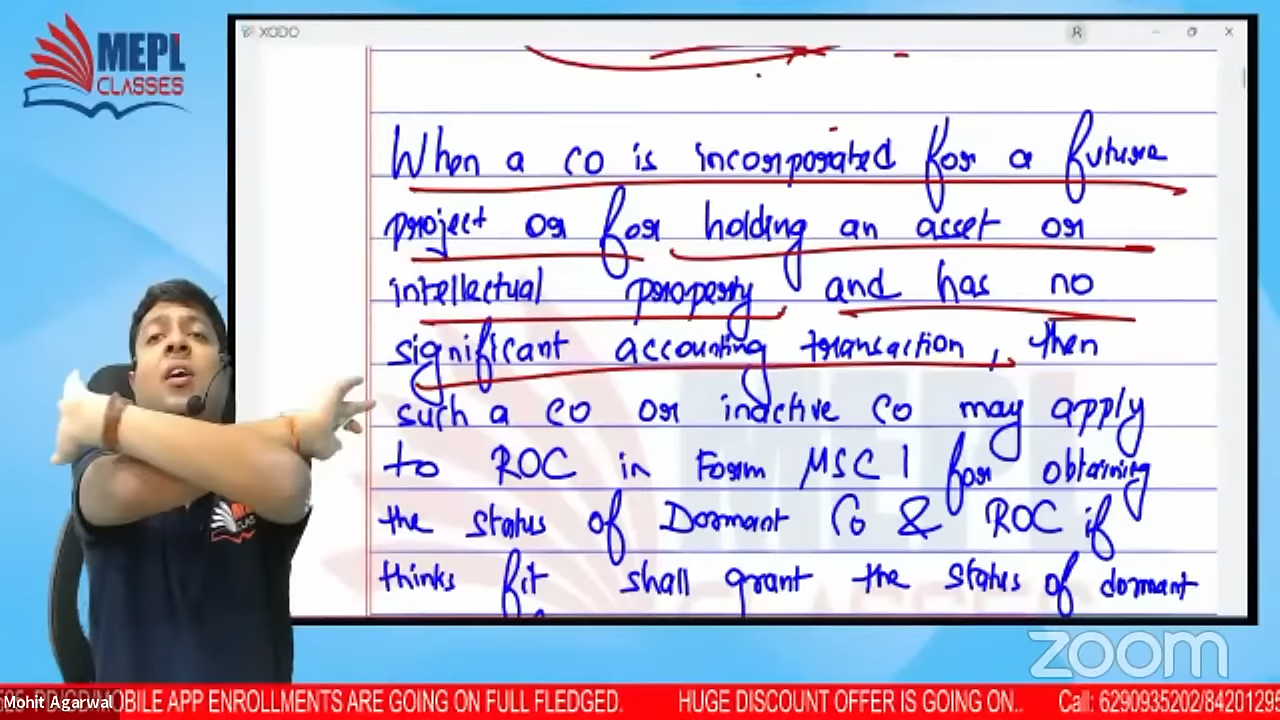 MEPL
CLASSES
XODO
When a co is incorporated for a future
project or for holding an asset or
intellectual property and has no
significant accounting transaction, then
such a co or inactive co may apply
to ROC in Form MSC 1 for obtaining
the status of Dormant Co & ROC if
thinks fit shall grant the status of dormant
zoom
Mohit Agarwal
MOBILE APP ENROLLMENTS ARE GOING ON FULL FLEDGED. HUGE DISCOUNT OFFER IS GOING ON.. Call: 6290935202/84201295